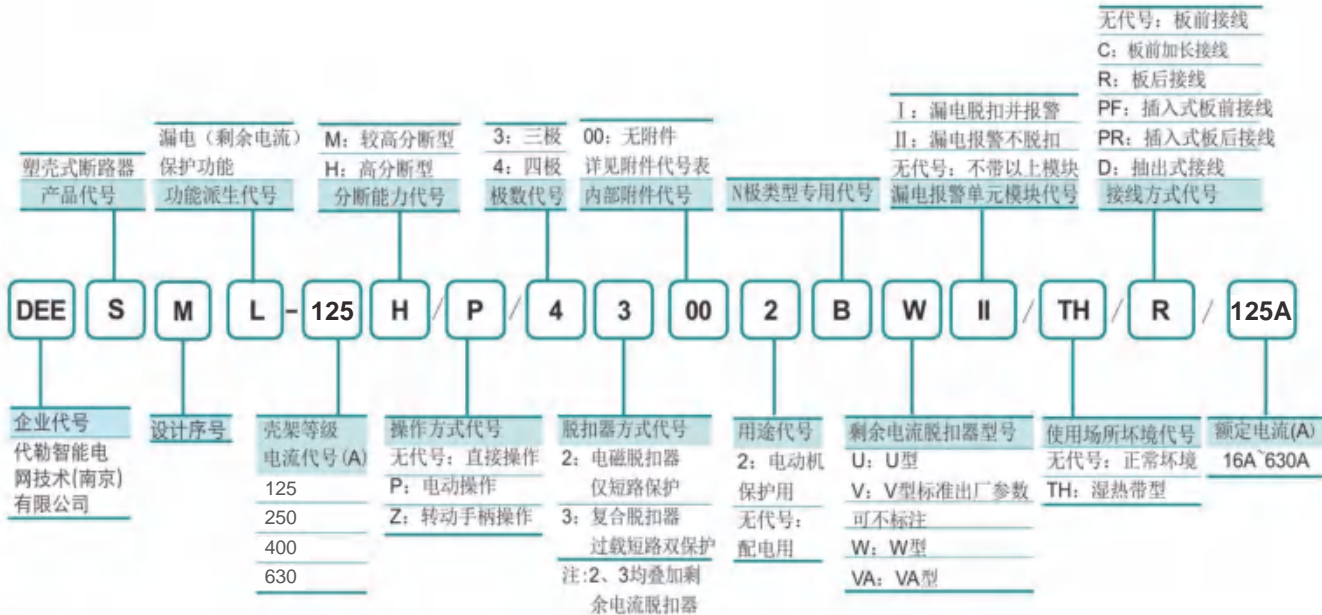 塑壳式断路器
产品代号
漏电（剩余电流）
保护功能
功能派生代号
M：较高分断型
H：高分断型
分断能力代号
3：三极
4：四极
极数代号
00：无附件
详见附件代号表
内部附件代号
N极类型专用代号
I：漏电脱扣并报警
II：漏电报警不脱扣
无代号：不带以上模块
漏电报警单元模块代号
无代号：板前接线
C：板前加长接线
R：板后接线
PF：插入式板前接线
PR：插入式板后接线
D：抽出式接线
接线方式代号
DEE S M L-125 H/P/4 3 00 2 B W II/TH/R/125A
企业代号
代勒智能电
网技术(南京)
有限公司
设计序号
壳架等级
电流代号(A)
125
250
400
630
操作方式代号
无代号：直接操作
P：电动操作
Z：转动手柄操作
脱扣器方式代号
2：电磁脱扣器
仅短路保护
3：复合脱扣器
过载短路双保护
注:2、3均叠加剩
余电流脱扣器
用途代号
2：电动机
保护用
无代号：
配电用
剩余电流脱扣器型号
U：U型
V：V型标准出厂参数
可不标注
W：W型
VA：VA型
使用场所坏境代号
无代号：正常坏境
TH：湿热带型
额定电流(A)
16A~630A